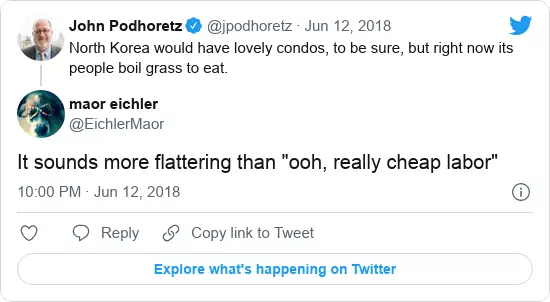 John Podhoretz @jpodhoretz · Jun 12, 2018
North Korea would have lovely condos, to be sure, but right now its
people boil grass to eat.
maor eichler
@EichlerMaor
It sounds more flattering than "ooh, really cheap labor"
10:00 PM · Jun 12, 2018
Reply Copy link to Tweet
Explore what's happening on Twitter